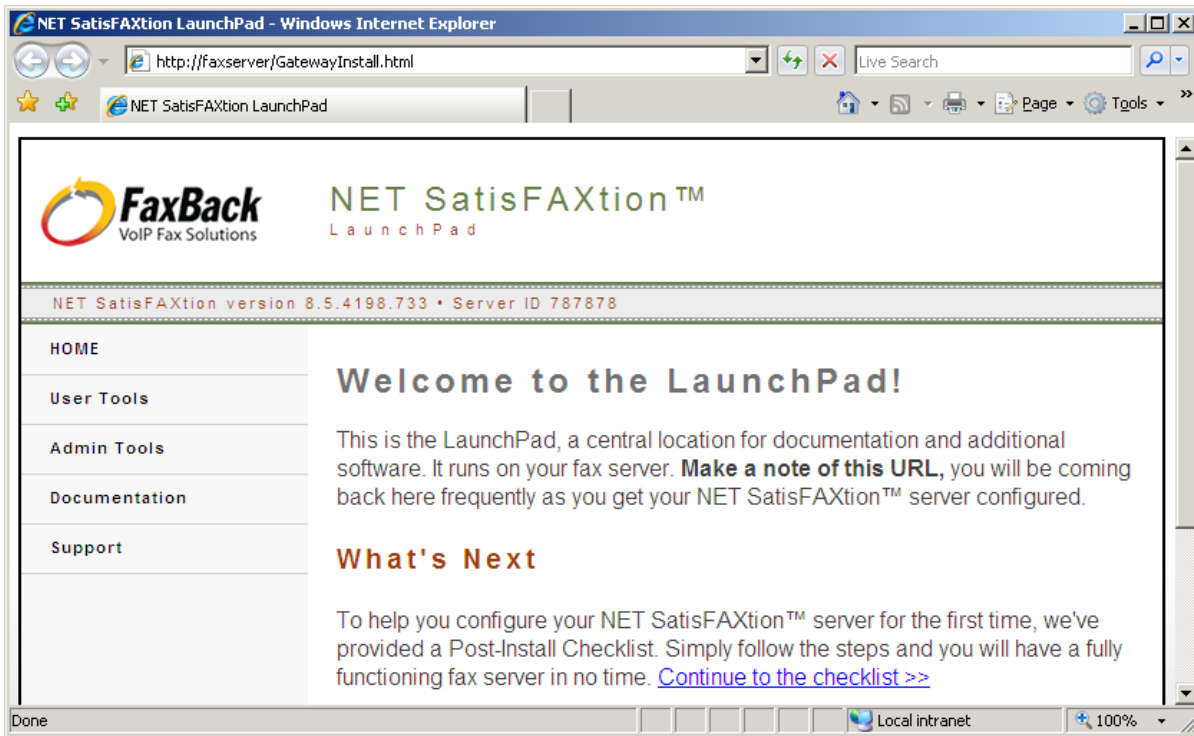 NET SatisFAXtion LaunchPad - Windows Internet Explorer
http://faxserver/GatewayInstall.html
Live Search
NET SatisFAXtion LaunchPad
Page
Tools
»
FaxBack
VoIP Fax Solutions
NET SatisFAXtion™
LaunchPad
NET SatisFAXtion version 8.5.4198.733 • Server ID 787878
HOME
User Tools
Admin Tools
Documentation
Support
Welcome to the LaunchPad!
This is the LaunchPad, a central location for documentation and additional
software. It runs on your fax server. Make a note of this URL, you will be coming
back here frequently as you get your NET SatisFAXtion™ server configured.
What's Next
To help you configure your NET SatisFAXtion™ server for the first time, we've
provided a Post-Install Checklist. Simply follow the steps and you will have a fully
functioning fax server in no time. Continue to the checklist >>
Done
Local intranet
100%